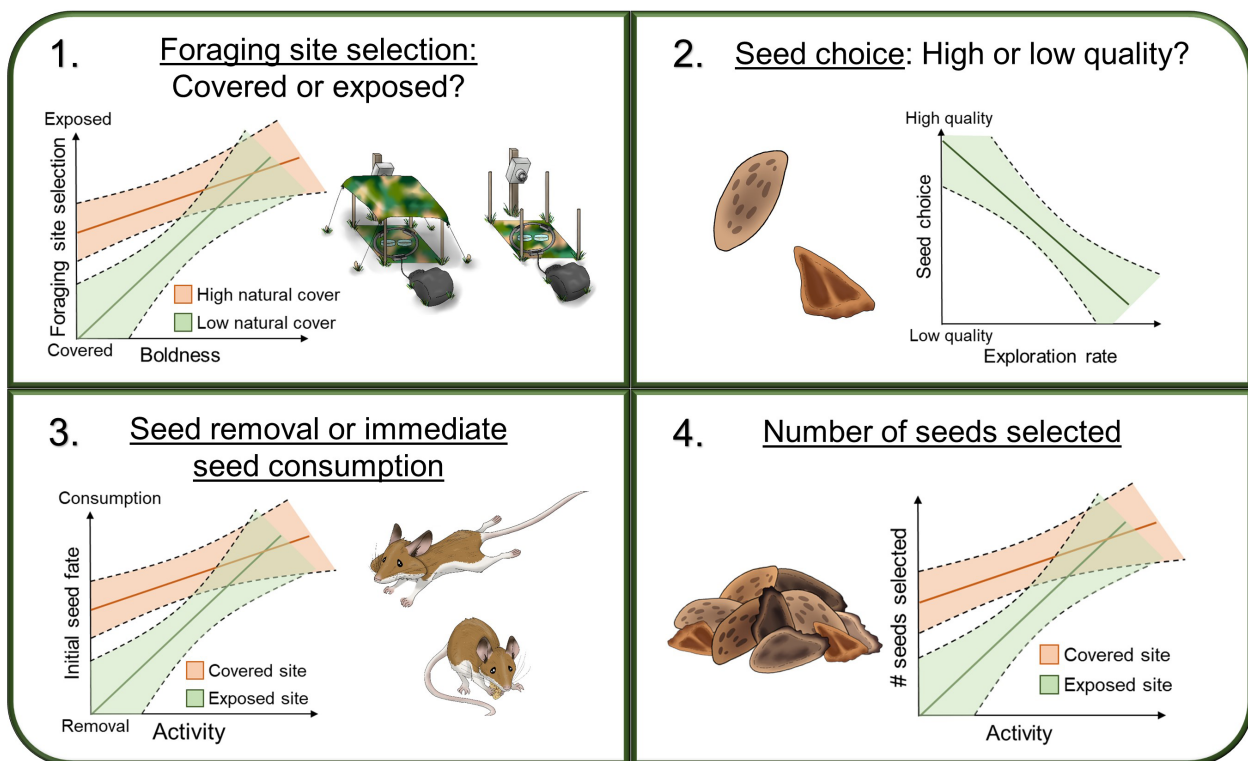 1.
Foraging site selection:
Covered or exposed?
Exposed
Foraging site selection
High natural cover
Low natural cover
Covered
Boldness
2.
Seed choice: High or low quality?
High quality
Seed choice
Low quality
Exploration rate
3.
Seed removal or immediate
seed consumption
Consumption
Initial seed fate
Covered site
Exposed site
Removal
Activity
4.
Number of seeds selected
# seeds selected
Covered site
Exposed site
Activity